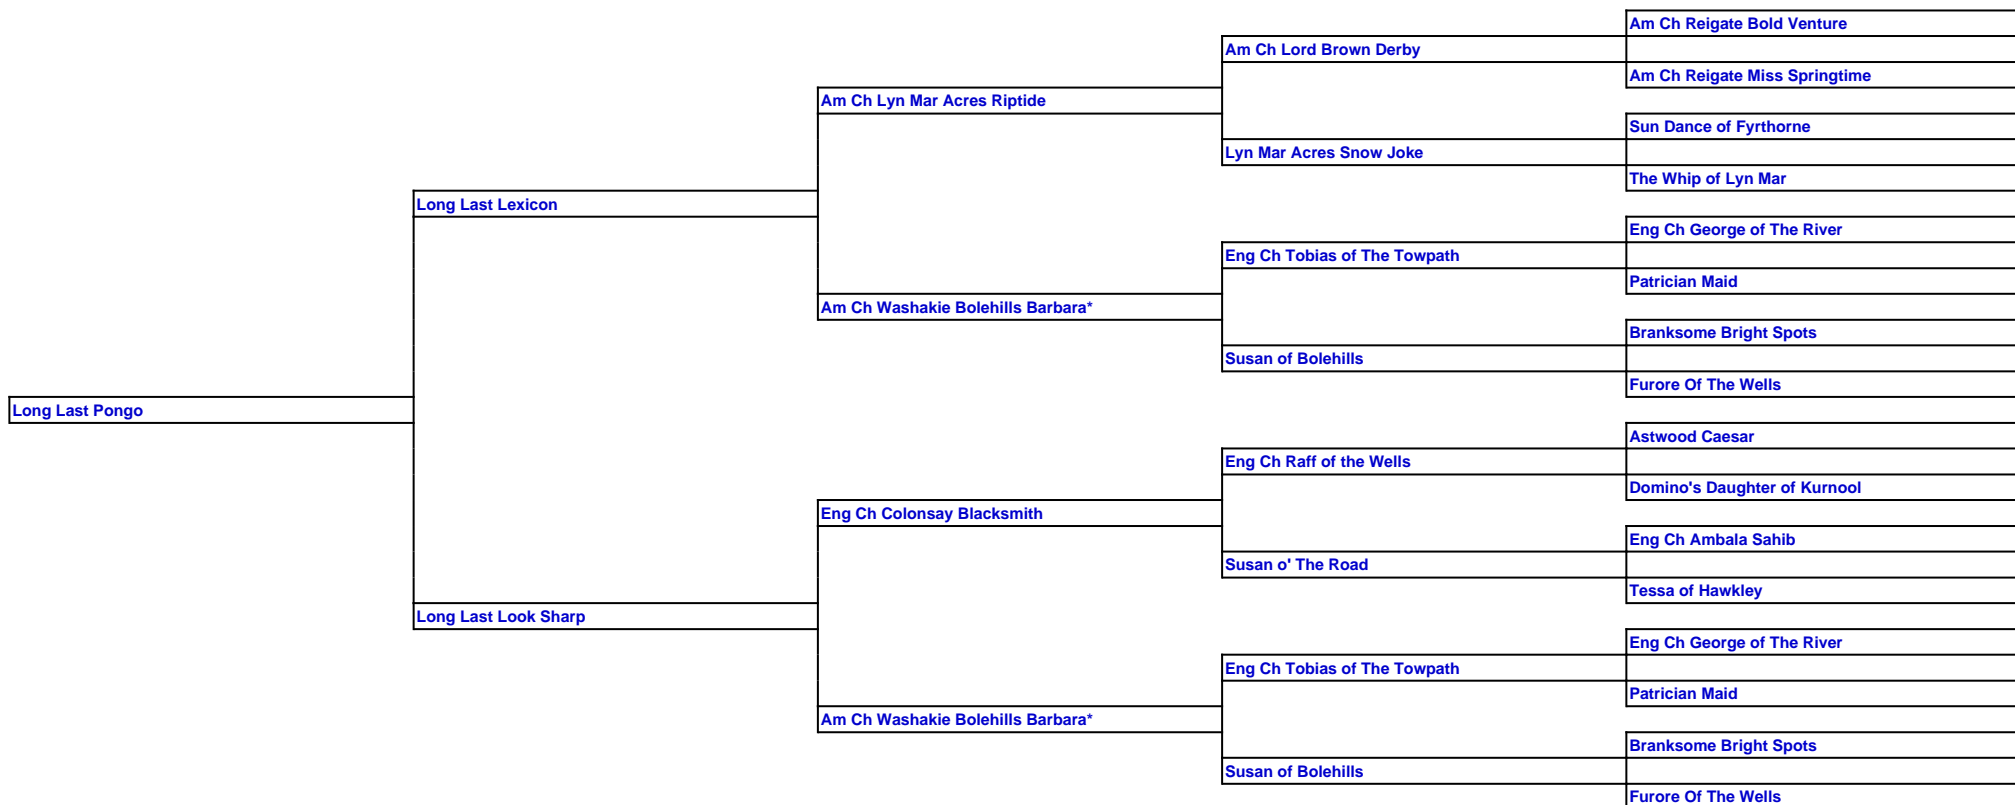 Am Ch Reigate Bold Venture
Am Ch Lord Brown Derby
Am Ch Reigate Miss Springtime
Am Ch Lyn Mar Acres Riptide
Sun Dance of Fyrthorne
Lyn Mar Acres Snow Joke
The Whip of Lyn Mar
Long Last Lexicon
Eng Ch George of The River
Eng Ch Tobias of The Towpath
Patrician Maid
Am Ch Washakie Bolehills Barbara*
Branksome Bright Spots
Susan of Bolehills
Furore Of The Wells
Long Last Pongo
Astwood Caesar
Eng Ch Raff of the Wells
Domino's Daughter of Kurnool
Eng Ch Colonsay Blacksmith
Eng Ch Ambala Sahib
Susan o' The Road
Tessa of Hawkley
Long Last Look Sharp
Eng Ch George of The River
Eng Ch Tobias of The Towpath
Patrician Maid
Am Ch Washakie Bolehills Barbara*
Branksome Bright Spots
Susan of Bolehills
Furore Of The Wells